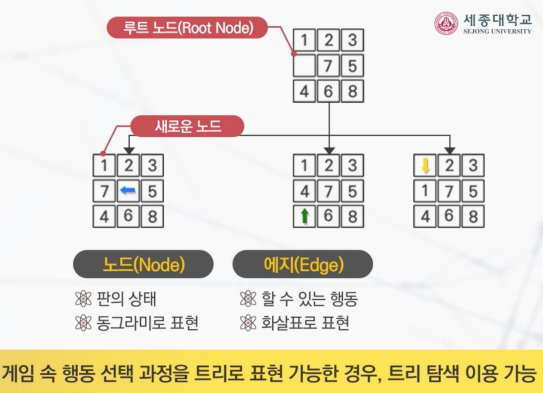 루트 노드(Root Node)
세종대학교
SEJONG UNIVERSITY
1 2 3
7 5
4 6 8
새로운 노드
1 2 3
7 5
4 6 8
1 2 3
4 7 5
6 8
2 3
1 7 5
4 6 8
노드(Node)
판의 상태
동그라미로 표현
에지(Edge)
할 수 있는 행동
화살표로 표현
게임 속 행동 선택 과정을 트리로 표현 가능한 경우, 트리 탐색 이용 가능